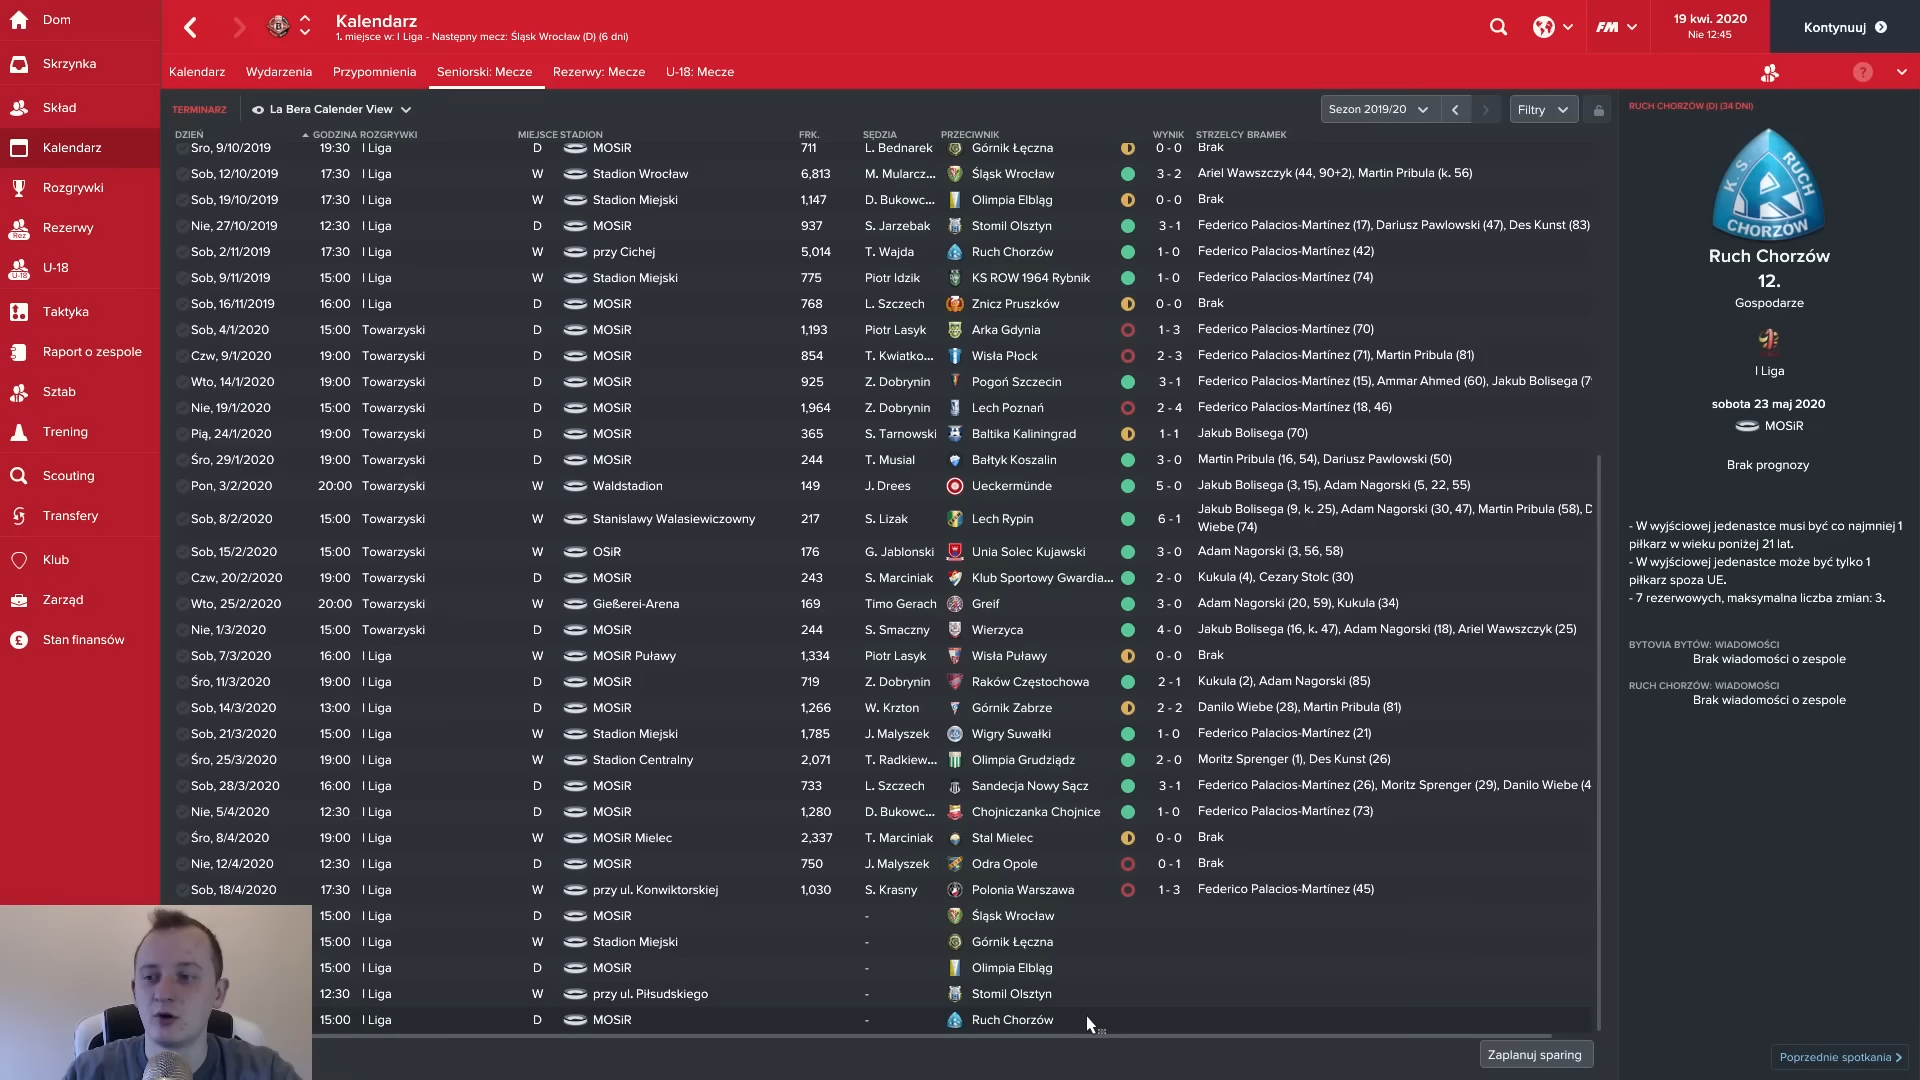 Dom
Skrzynka
Skład
Kalendarz
Rozgrywki
Rezerwy
U-18
Taktyka
Raport o zespole
Sztab
Trening
Scouting
Transfery
Klub
Zarząd
Stan finansów
Kalendarz
1. miejsce w: I Liga - Następny mecz: Śląsk Wrocław (D) (6 dni)
FM
19 kwi. 2020
Nie 12:45
Kontynuuj
Kalendarz Wydarzenia Przypomnienia Seniorski: Mecze Rezerwy: Mecze U-18: Mecze
TERMINARZ La Bera Calender View Sezon 2019/20 Filtry
DZIEŃ GODZINA ROZGRYWKI MIEJSCE STADION FRK. SĘDZIA PRZECIWNIK WYNIK STRZELCY BRAMEK
Śro, 9/10/2019 19:30 I Liga D MOSiR 711 L. Bednarek Górnik Łęczna 0 - 0 Brak
Sob, 12/10/2019 17:30 I Liga W Stadion Wrocław 6,813 M. Mularcz... Śląsk Wrocław 3 - 2 Ariel Wawszczyk (44, 90+2), Martin Pribula (k. 56)
Sob, 19/10/2019 17:30 I Liga W Stadion Miejski 1,147 D. Bukowc... Olimpia Elbląg 0 - 0 Brak
Nie, 27/10/2019 12:30 I Liga D MOSiR 937 S. Jarzebak Stomil Olsztyn 3 - 1 Federico Palacios-Martínez (17), Dariusz Pawlowski (47), Des Kunst (83)
Sob, 2/11/2019 17:30 I Liga W przy Cichej 5,014 T. Wajda Ruch Chorzów 1 - 0 Federico Palacios-Martínez (42)
Sob, 9/11/2019 15:00 I Liga W Stadion Miejski 775 Piotr Idzik KS ROW 1964 Rybnik 1 - 0 Federico Palacios-Martínez (74)
Sob, 16/11/2019 16:00 I Liga D MOSiR 768 L. Szczech Znicz Pruszków 0 - 0 Brak
Sob, 4/1/2020 15:00 Towarzyski D MOSiR 1,193 Piotr Lasyk Arka Gdynia 1 - 3 Federico Palacios-Martínez (70)
Czw, 9/1/2020 19:00 Towarzyski D MOSiR 854 T. Kwiatko... Wisła Płock 2 - 3 Federico Palacios-Martínez (71), Martin Pribula (81)
Wto, 14/1/2020 19:00 Towarzyski D MOSiR 925 Z. Dobrynin Pogoń Szczecin 3 - 1 Federico Palacios-Martínez (15), Ammar Ahmed (60), Jakub Bolisega (7
Nie, 19/1/2020 15:00 Towarzyski D MOSiR 1,964 Z. Dobrynin Lech Poznań 2 - 4 Federico Palacios-Martínez (18, 46)
Pią, 24/1/2020 19:00 Towarzyski D MOSiR 365 S. Tarnowski Baltika Kaliningrad 1 - 1 Jakub Bolisega (70)
Śro, 29/1/2020 19:00 Towarzyski D MOSiR 244 T. Musial Bałtyk Koszalin 3 - 0 Martin Pribula (16, 54), Dariusz Pawlowski (50)
Pon, 3/2/2020 20:00 Towarzyski W Waldstadion 149 J. Drees Ueckermünde 5 - 0 Jakub Bolisega (3, 15), Adam Nagorski (5, 22, 55)
Sob, 8/2/2020 15:00 Towarzyski W Stanislawy Walasiewiczowny 217 S. Lizak Lech Rypin 6 - 1 Jakub Bolisega (9, k. 25), Adam Nagorski (30, 47), Martin Pribula (58), D
Wiebe (74)
Sob, 15/2/2020 15:00 Towarzyski W OSiR 176 G. Jablonski Unia Solec Kujawski 3 - 0 Adam Nagorski (3, 56, 58)
Czw, 20/2/2020 19:00 Towarzyski D MOSiR 243 S. Marciniak Klub Sportowy Gwardia... 2 - 0 Kukula (4), Cezary Stolc (30)
Wto, 25/2/2020 20:00 Towarzyski W Gießerei-Arena 169 Timo Gerach Greif 3 - 0 Adam Nagorski (20, 59), Kukula (34)
Nie, 1/3/2020 15:00 Towarzyski D MOSiR 244 S. Smaczny Wierzyca 4 - 0 Jakub Bolisega (16, k. 47), Adam Nagorski (18), Ariel Wawszczyk (25)
Sob, 7/3/2020 16:00 I Liga W MOSiR Puławy 1,334 Piotr Lasyk Wisła Puławy 0 - 0 Brak
Śro, 11/3/2020 19:00 I Liga D MOSiR 719 Z. Dobrynin Raków Częstochowa 2 - 1 Kukula (2), Adam Nagorski (85)
Sob, 14/3/2020 13:00 I Liga D MOSiR 1,266 W. Krzton Górnik Zabrze 2 - 2 Danilo Wiebe (28), Martin Pribula (81)
Sob, 21/3/2020 15:00 I Liga W Stadion Miejski 1,785 J. Malyszek Wigry Suwałki 1 - 0 Federico Palacios-Martínez (21)
Śro, 25/3/2020 19:00 I Liga W Stadion Centralny 2,071 T. Radkiew... Olimpia Grudziądz 2 - 0 Moritz Sprenger (1), Des Kunst (26)
Sob, 28/3/2020 16:00 I Liga D MOSiR 733 L. Szczech Sandecja Nowy Sącz 3 - 1 Federico Palacios-Martínez (26), Moritz Sprenger (29), Danilo Wiebe (4
Nie, 5/4/2020 12:30 I Liga D MOSiR 1,280 D. Bukowc... Chojniczanka Chojnice 1 - 0 Federico Palacios-Martínez (73)
Śro, 8/4/2020 19:00 I Liga W MOSiR Mielec 2,337 T. Marciniak Stal Mielec 0 - 0 Brak
Nie, 12/4/2020 12:30 I Liga D MOSiR 750 J. Malyszek Odra Opole 0 - 1 Brak
Sob, 18/4/2020 17:30 I Liga W przy ul. Konwiktorskiej 1,030 S. Krasny Polonia Warszawa 1 - 3 Federico Palacios-Martínez (45)
15:00 I Liga D MOSiR - Śląsk Wrocław
15:00 I Liga W Stadion Miejski - Górnik Łęczna
15:00 I Liga D MOSiR - Olimpia Elbląg
12:30 I Liga W przy ul. Piłsudskiego - Stomil Olsztyn
15:00 I Liga D MOSiR - Ruch Chorzów
Zaplanuj sparing
RUCH CHORZÓW (D) (34 DNI)
KS RUCH CHORZÓW
Ruch Chorzów
12.
Gospodarze
I Liga
sobota 23 maj 2020
MOSiR
Brak prognozy
- W wyjściowej jedenastce musi być co najmniej 1
piłkarz w wieku poniżej 21 lat.
- W wyjściowej jedenastce może być tylko 1
piłkarz spoza UE.
- 7 rezerwowych, maksymalna liczba zmian: 3.
BYTOVIA BYTÓW: WIADOMOŚCI
Brak wiadomości o zespole
RUCH CHORZÓW: WIADOMOŚCI
Brak wiadomości o zespole
Poprzednie spotkania